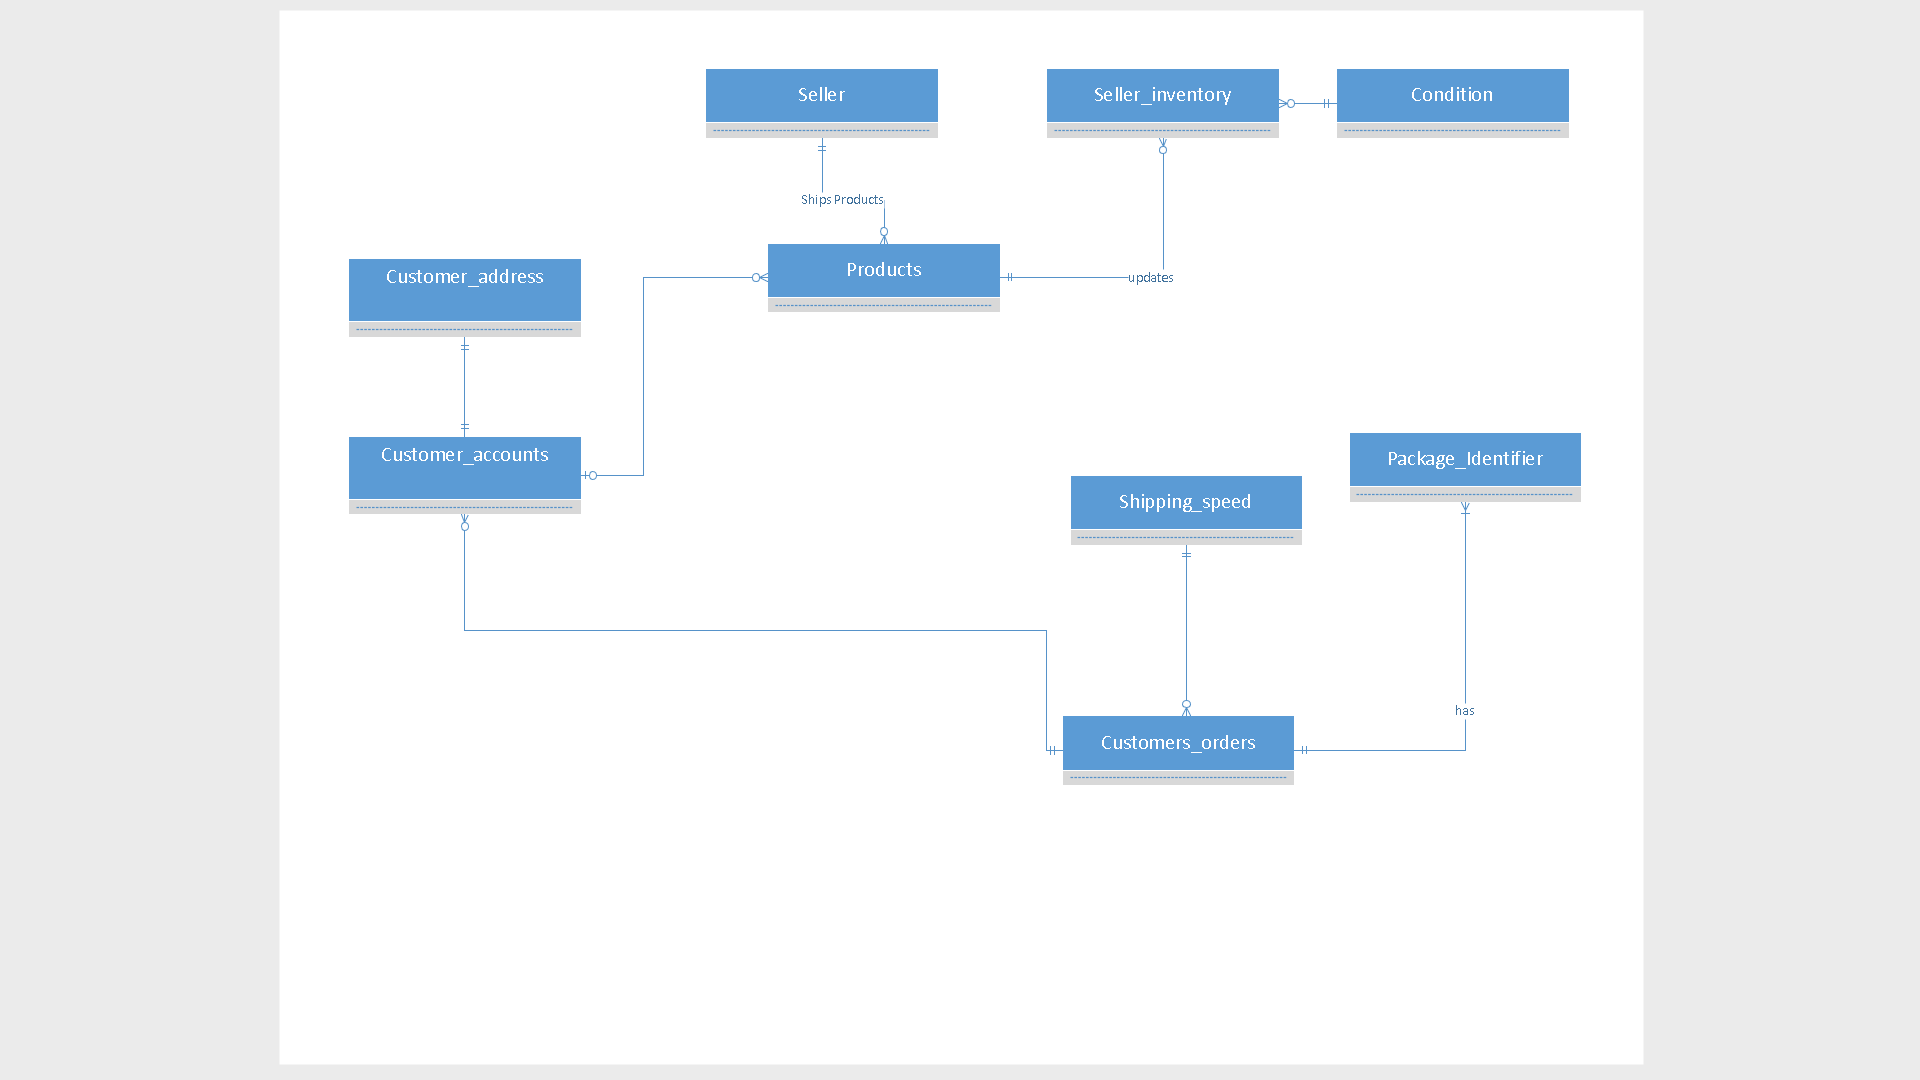 Seller
Seller_inventory
Condition
Ships Products
Products
updates
Customer_address
Customer_accounts
Package_Identifier
Shipping_speed
has
Customers_orders